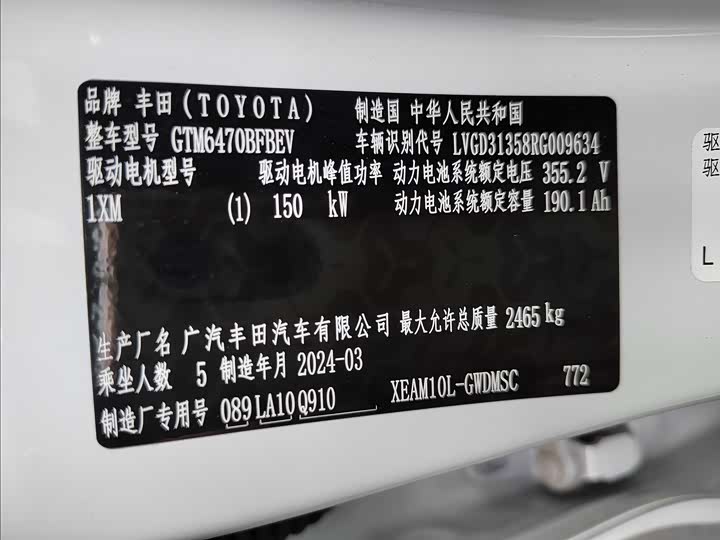 品牌 丰田(TOYOTA) 制造国 中华人民共和国
整车型号 GTM6470BFBEV 车辆识别代号 LVGD31358RG009634
驱动电机型号 驱动电机峰值功率 动力电池系统额定电压 355.2 V
1XM (1) 150 kW 动力电池系统额定容量 190.1 Ah
生产厂名 广汽丰田汽车有限公司 最大允许总质量 2465 kg
乘坐人数 5 制造年月 2024-03
制造厂专用号 089 LA10 Q910 XEAM10L-GWDMSC 772
驱
驱
L